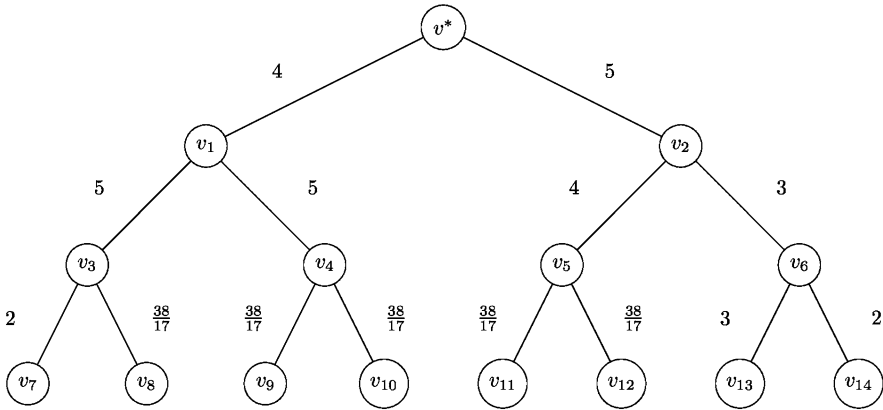 v*
4 5
v₁ v₂
5 5 4 3
v₃ v₄ v₅ v₆
2 38/17 38/17 38/17 38/17 38/17 3 2
v₇ v₈ v₉ v₁₀ v₁₁ v₁₂ v₁₃ v₁₄